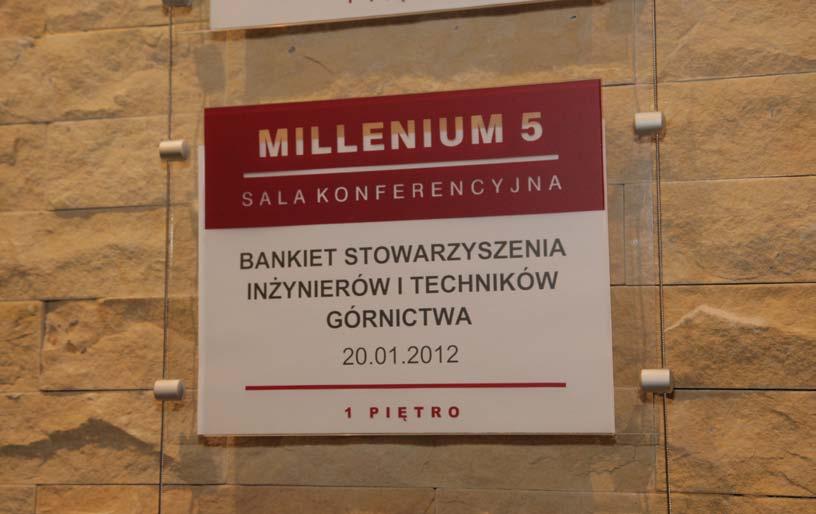 MILLENIUM 5
SALA KONFERENCYJNA
BANKIET STOWARZYSZENIA
INŻYNIERÓW I TECHNIKÓW
GÓRNICTWA
20.01.2012
1 PIĘTRO